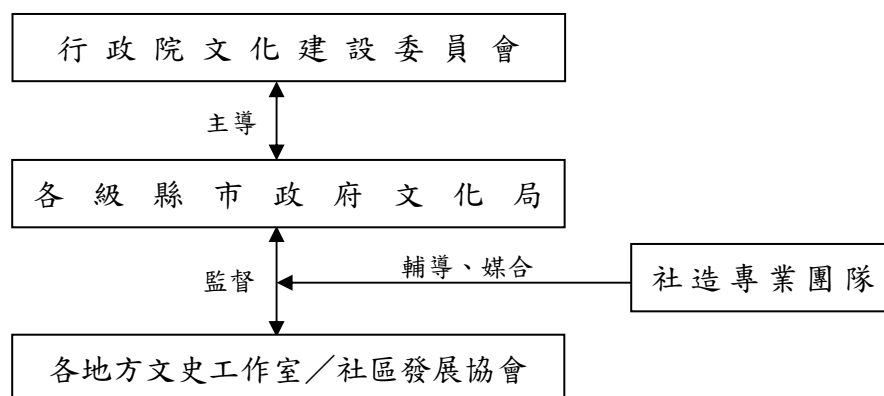 行政院文化建設委員會
主導
各級縣市政府文化局
監督
輔導、媒合
社造專業團隊
各地方文史工作室／社區發展協會